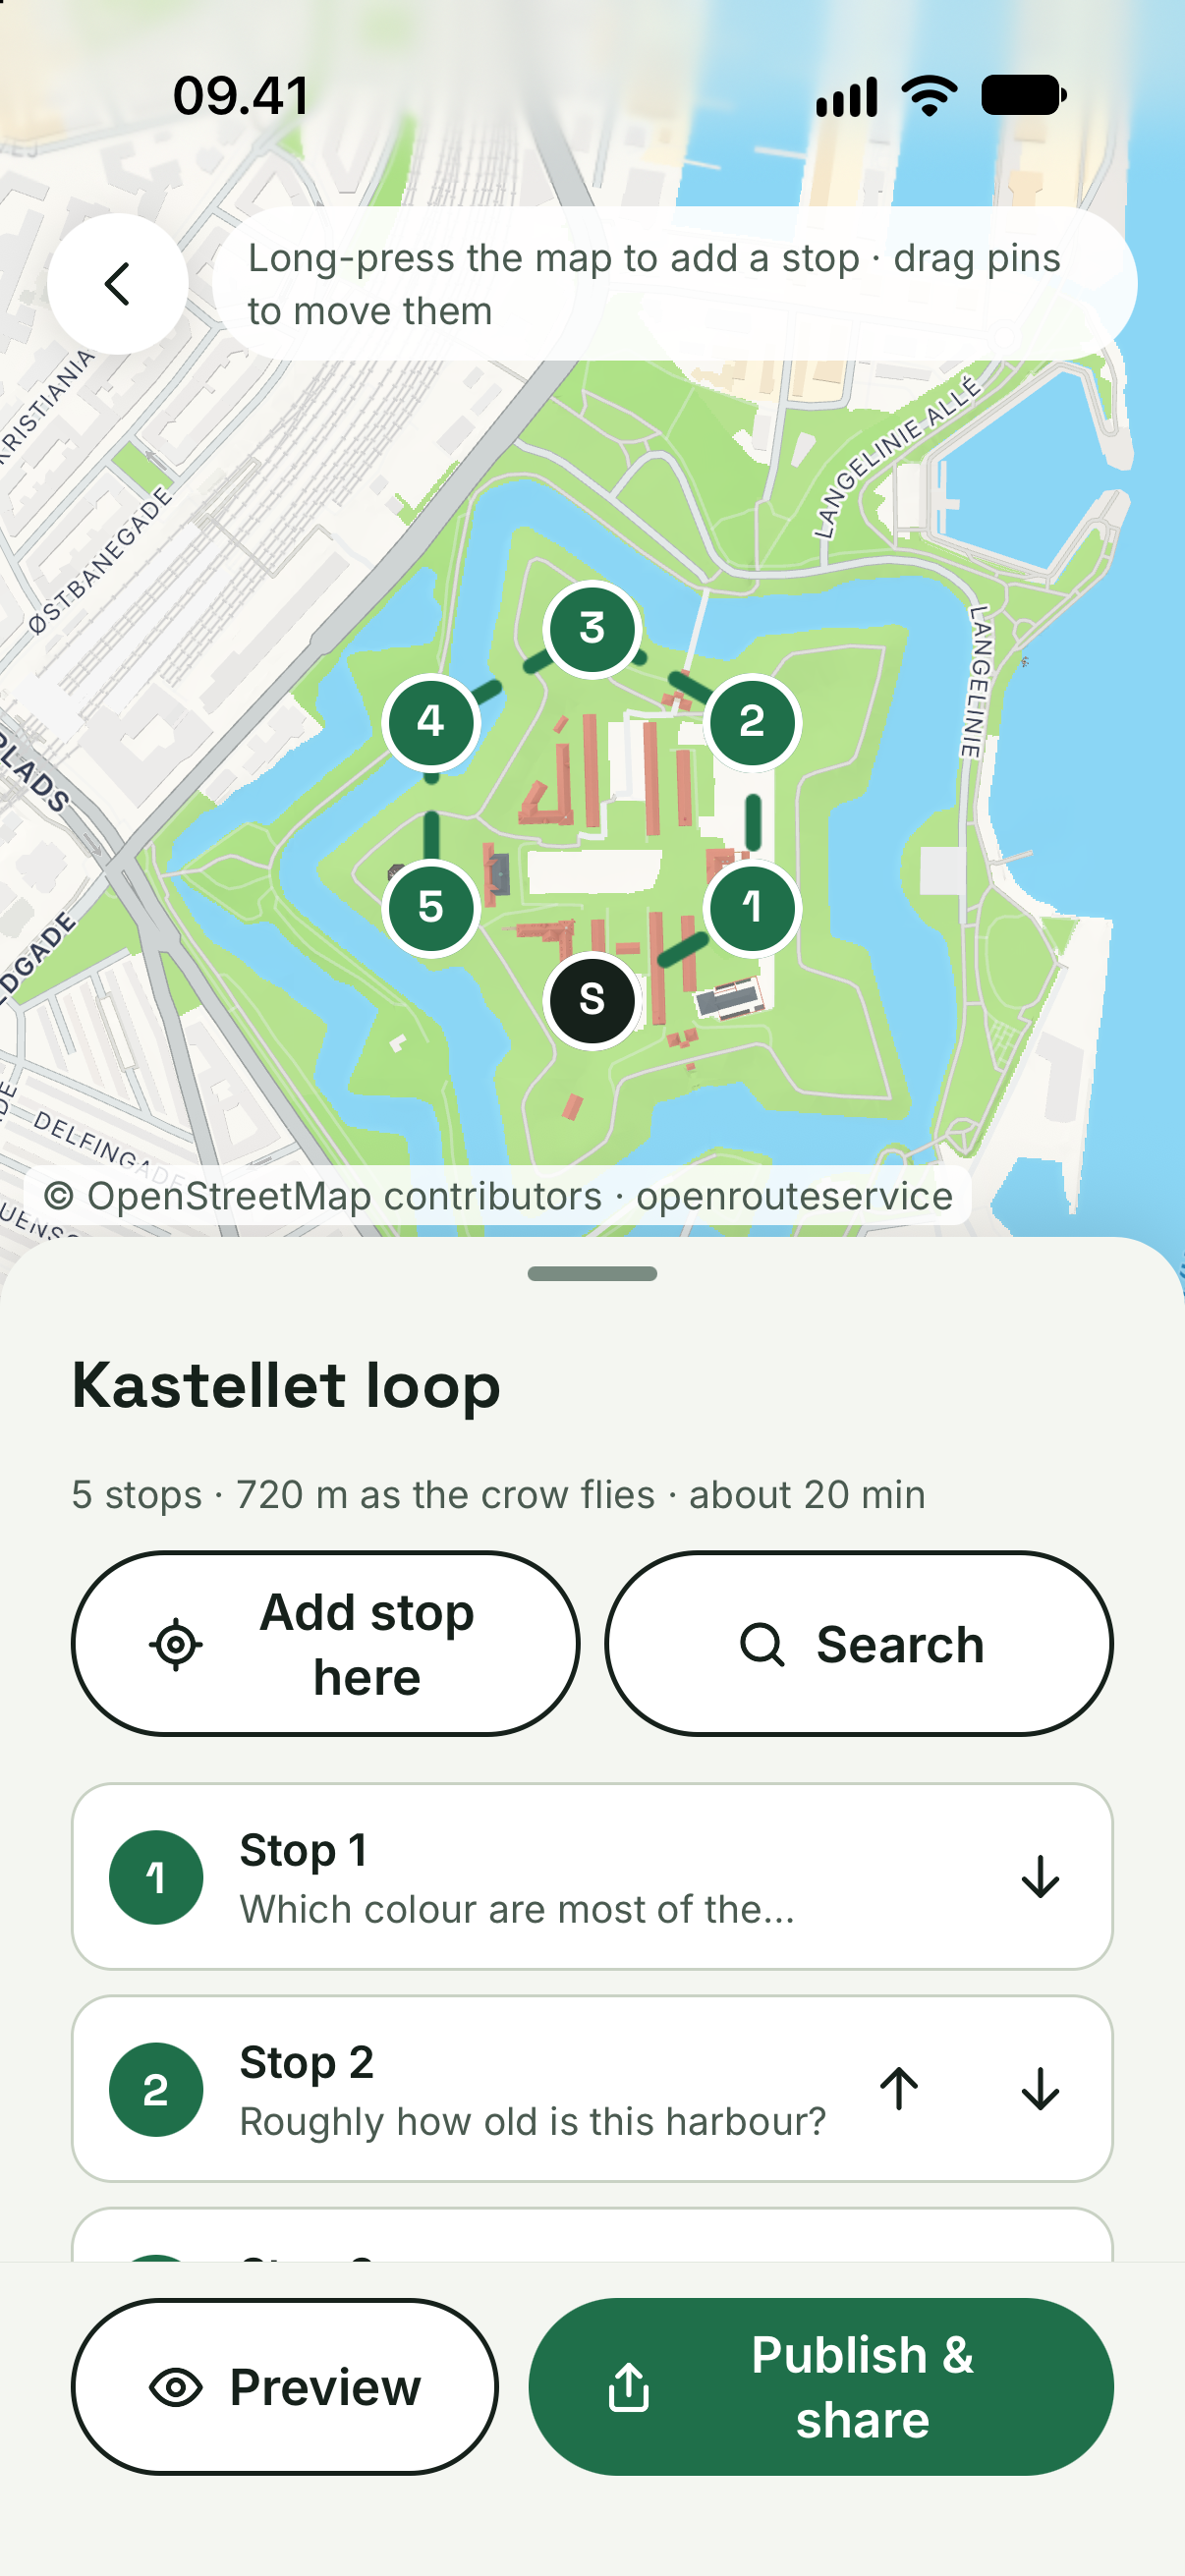 09.41
Long-press the map to add a stop · drag pins
to move them
KRISTIANIA
ØSTBANEGADE
LANGELINIE ALLÉ
LANGELINIE
PLADS
3
4
2
5
1
S
DELFINGADE
© OpenStreetMap contributors · openrouteservice
Kastellet loop
5 stops · 720 m as the crow flies · about 20 min
Add stop
here
Search
1
Stop 1
Which colour are most of the...
2
Stop 2
Roughly how old is this harbour?
Preview
Publish &
share